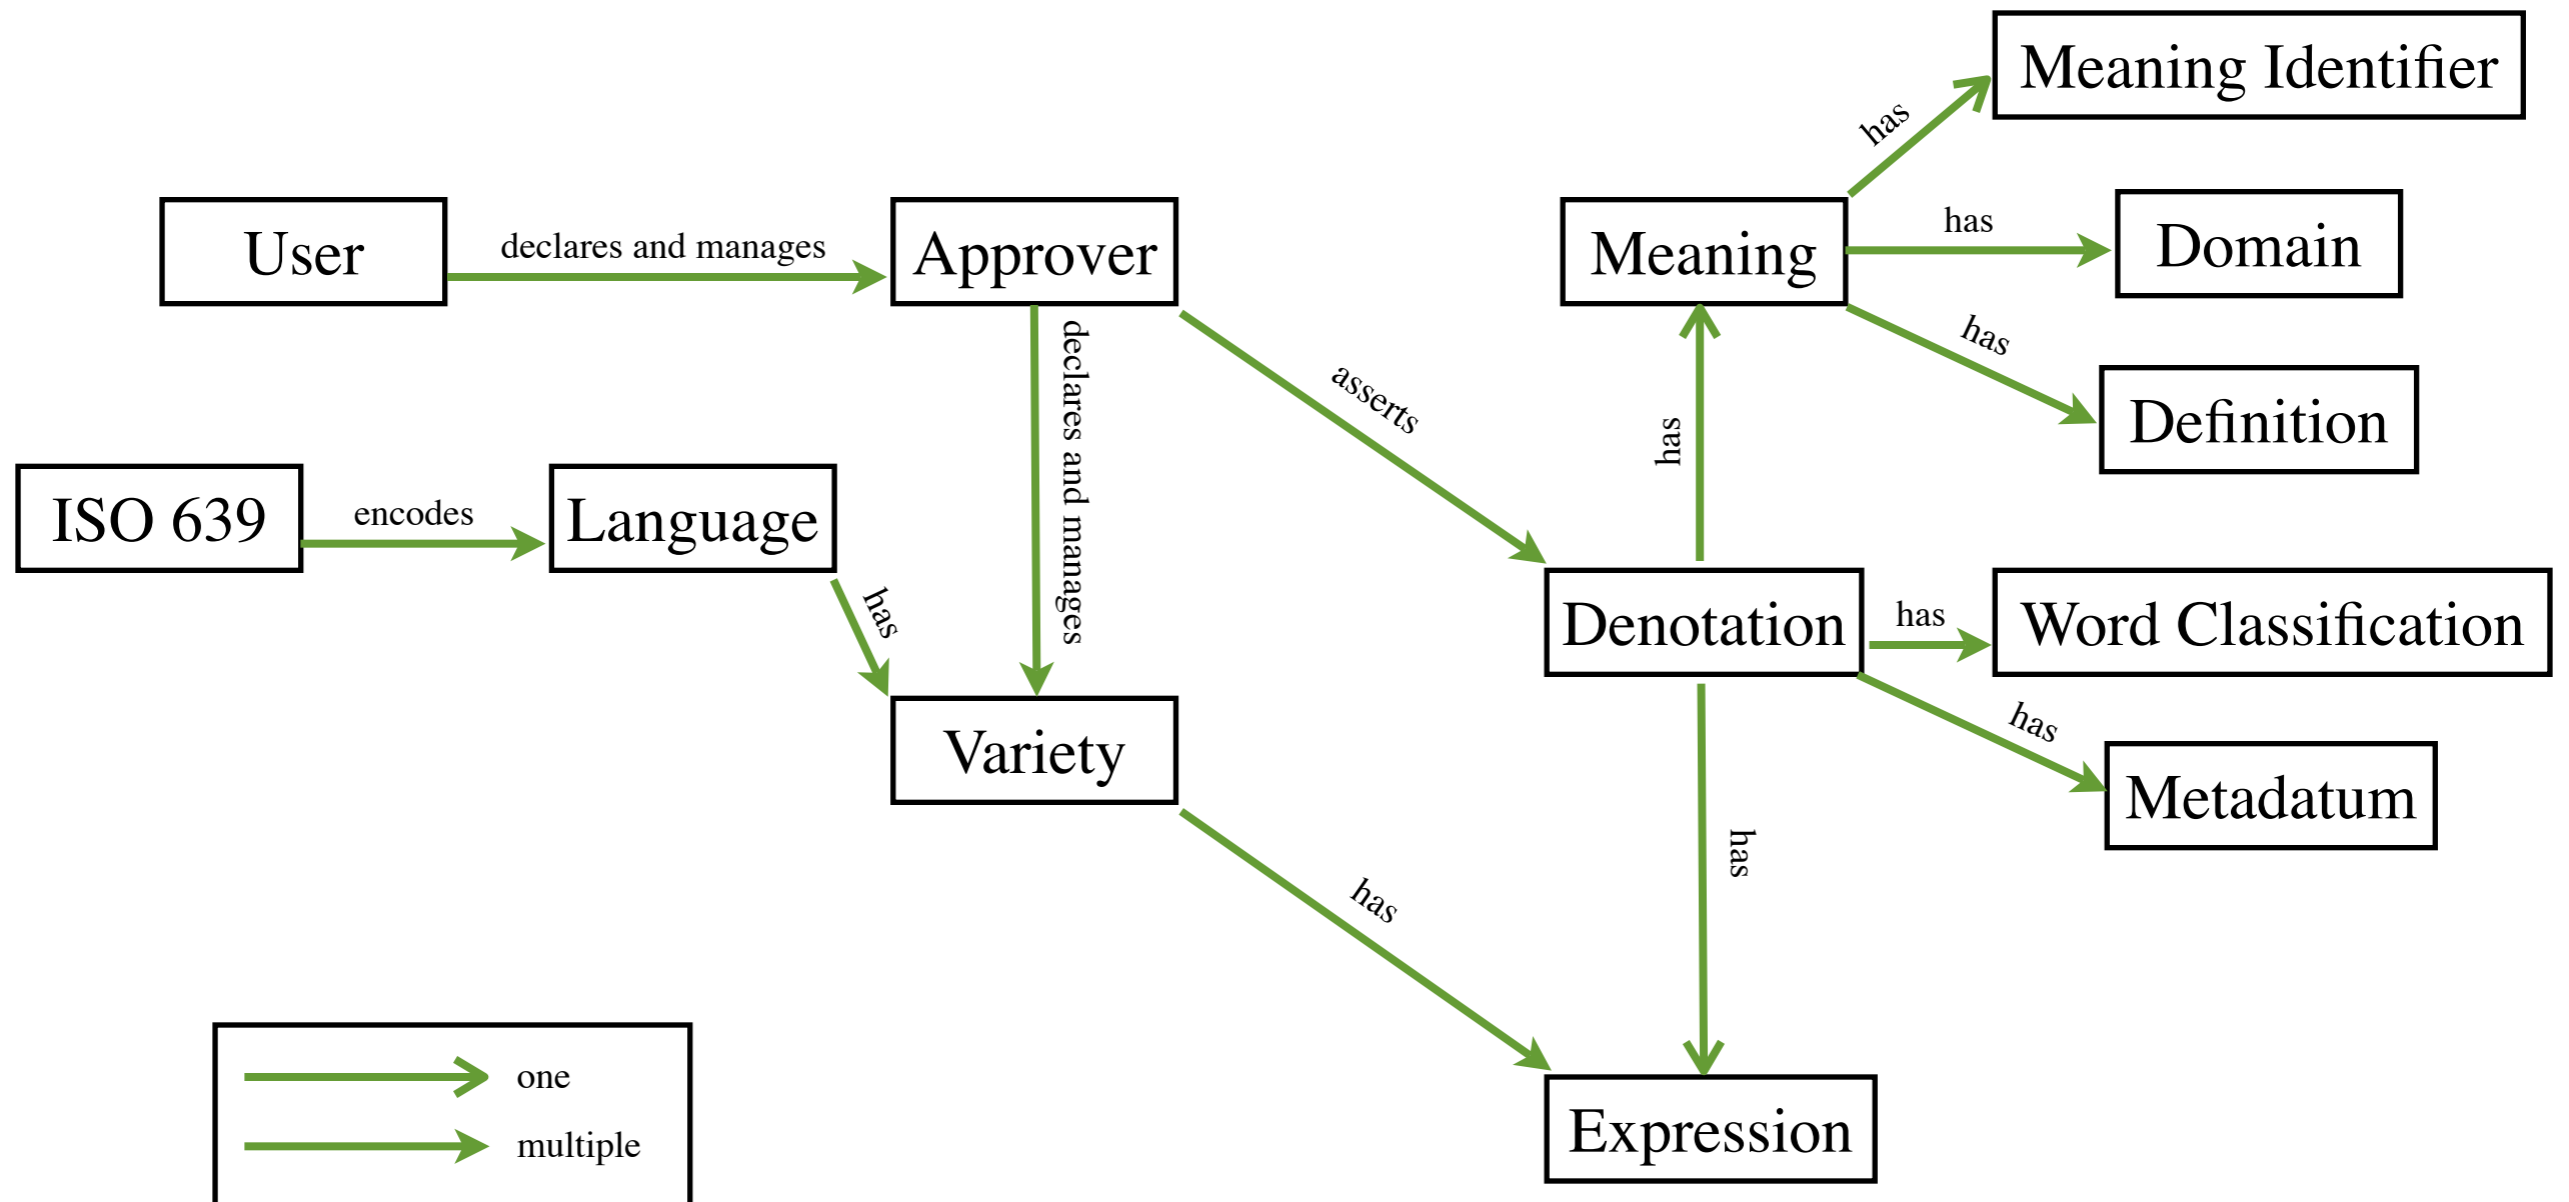 Meaning Identifier
has
User
declares and manages
Approver
Meaning
has
Domain
has
Definition
asserts
has
declares and manages
ISO 639
encodes
Language
has
Denotation
has
Word Classification
has
Metadatum
Variety
has
has
Expression
one
multiple